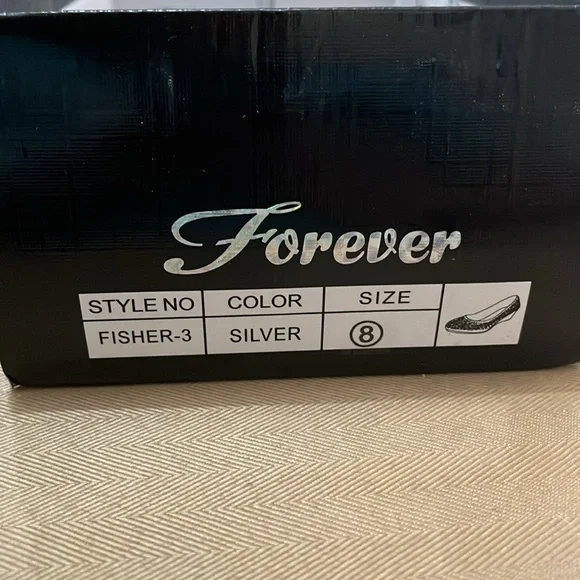 Forever
STYLE NO COLOR SIZE
FISHER-3 SILVER 8